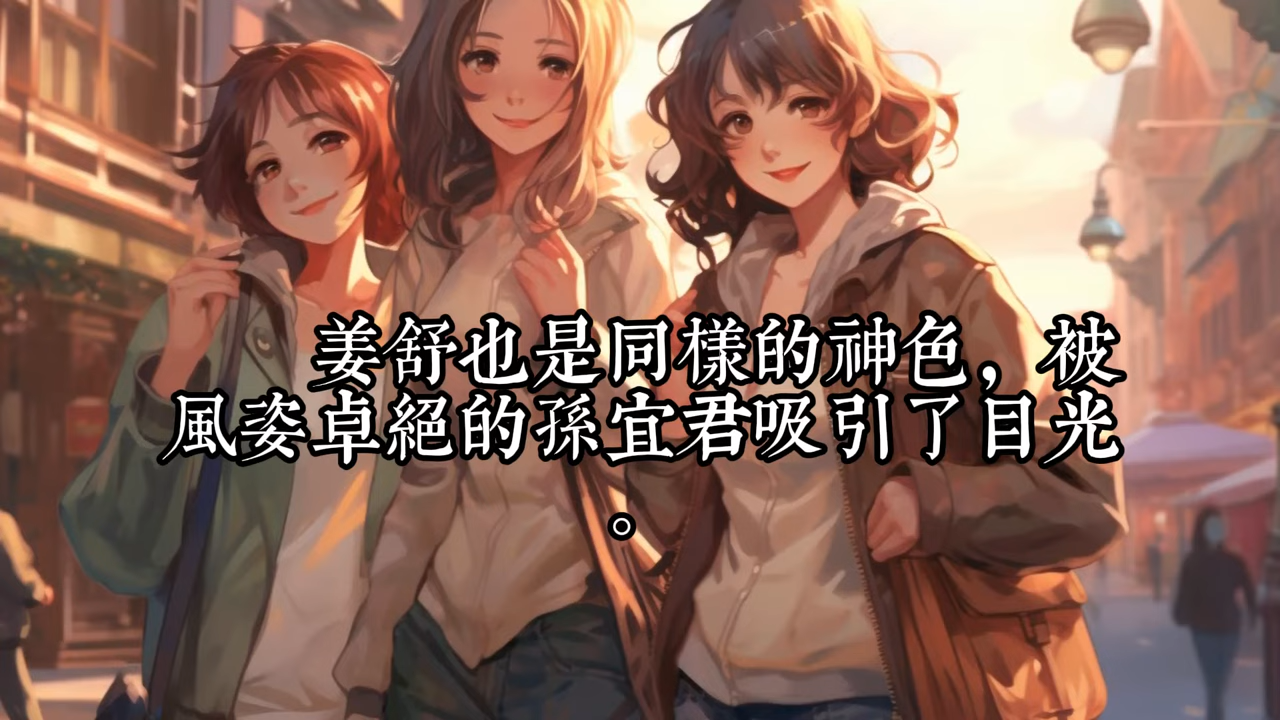 姜舒也是同樣的神色，被
風姿卓絕的孫宜君吸引了目光
。